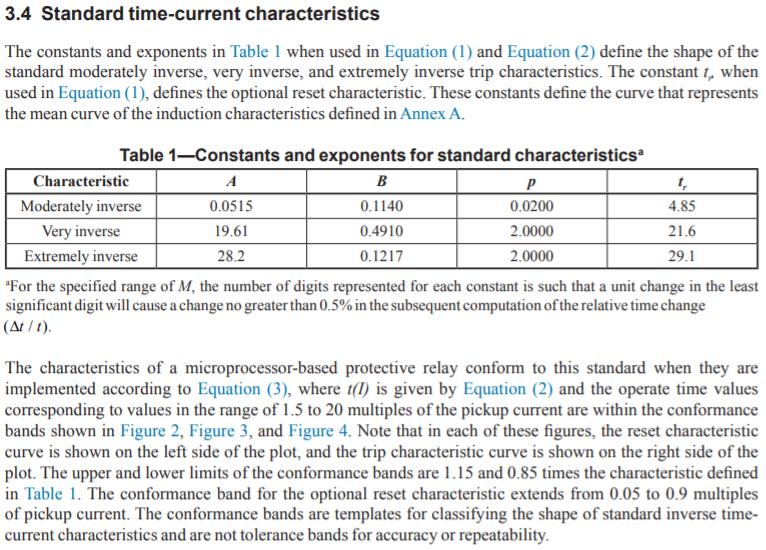 3.4 Standard time-current characteristics
The constants and exponents in Table 1 when used in Equation (1) and Equation (2) define the shape of the
standard moderately inverse, very inverse, and extremely inverse trip characteristics. The constant tr, when
used in Equation (1), defines the optional reset characteristic. These constants define the curve that represents
the mean curve of the induction characteristics defined in Annex A.
Table 1—Constants and exponents for standard characteristicsª
Characteristic A B p tr
Moderately inverse 0.0515 0.1140 0.0200 4.85
Very inverse 19.61 0.4910 2.0000 21.6
Extremely inverse 28.2 0.1217 2.0000 29.1
ªFor the specified range of M, the number of digits represented for each constant is such that a unit change in the least
significant digit will cause a change no greater than 0.5% in the subsequent computation of the relative time change
(Δt / t).
The characteristics of a microprocessor-based protective relay conform to this standard when they are
implemented according to Equation (3), where t(I) is given by Equation (2) and the operate time values
corresponding to values in the range of 1.5 to 20 multiples of the pickup current are within the conformance
bands shown in Figure 2, Figure 3, and Figure 4. Note that in each of these figures, the reset characteristic
curve is shown on the left side of the plot, and the trip characteristic curve is shown on the right side of the
plot. The upper and lower limits of the conformance bands are 1.15 and 0.85 times the characteristic defined
in Table 1. The conformance band for the optional reset characteristic extends from 0.05 to 0.9 multiples
of pickup current. The conformance bands are templates for classifying the shape of standard inverse time-
current characteristics and are not tolerance bands for accuracy or repeatability.